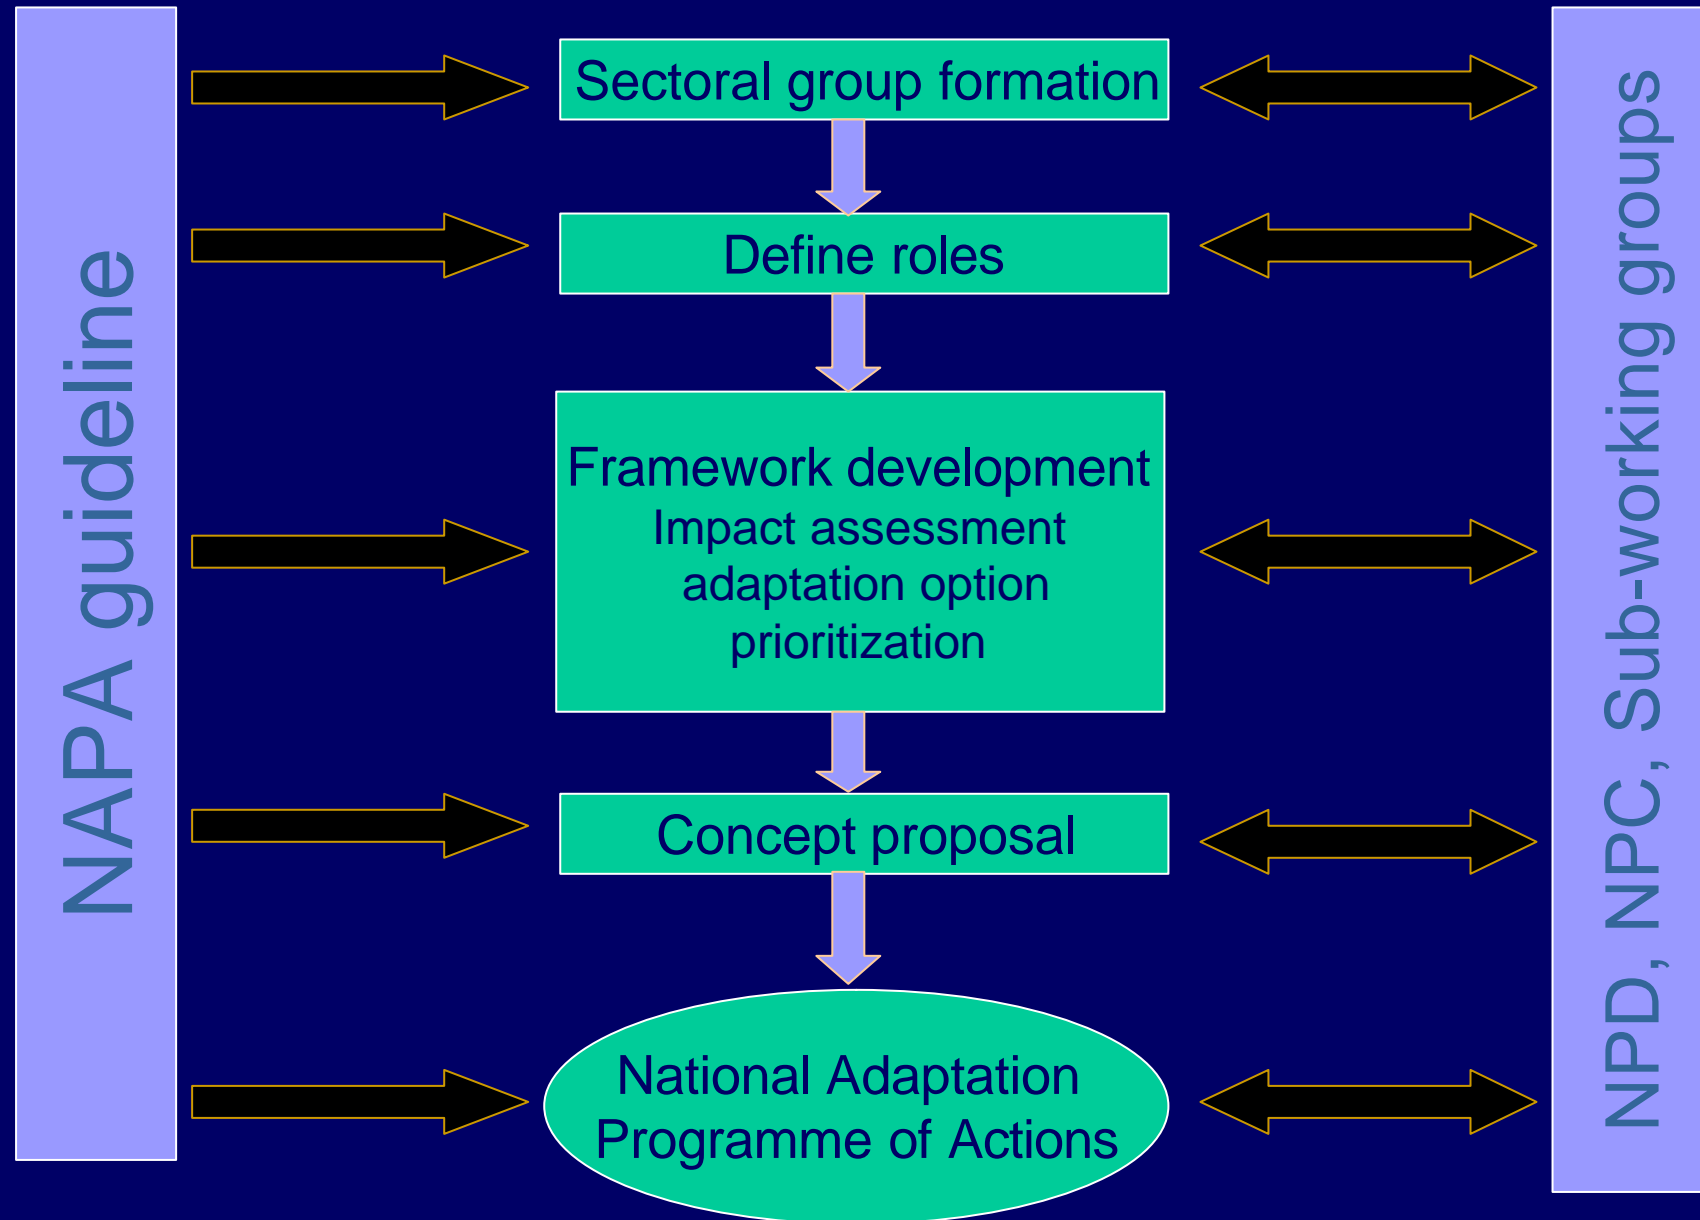 NAPA guideline
Sectoral group formation
Define roles
Framework development
Impact assessment
adaptation option
prioritization
Concept proposal
National Adaptation
Programme of Actions
NPD, NPC, Sub-working groups